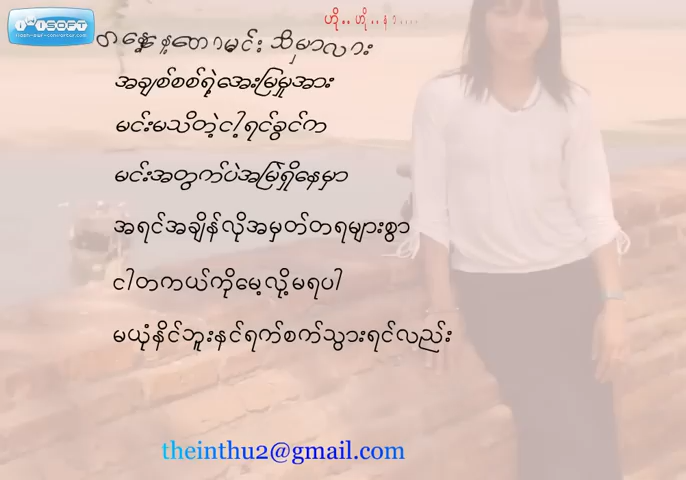 ဟို.. ဟို..နာ....
SOFT
တနေ့နေ့တော့မင်း သိမှာလား
အချစ်စစ်ရဲ့အေးမြမှုအား
မင်းမသိတဲ့ငါ့ရင်ခွင်က
မင်းအတွက်ပဲအမြဲရှိနေမှာ
အရင်အချိန်လိုအမှတ်တရများစွာ
ငါတကယ်ကိုမေ့လို့မရပါ
မယုံနိုင်ဘူးနင်ရက်စက်သွားရင်လည်း
theinthu2@gmail.com